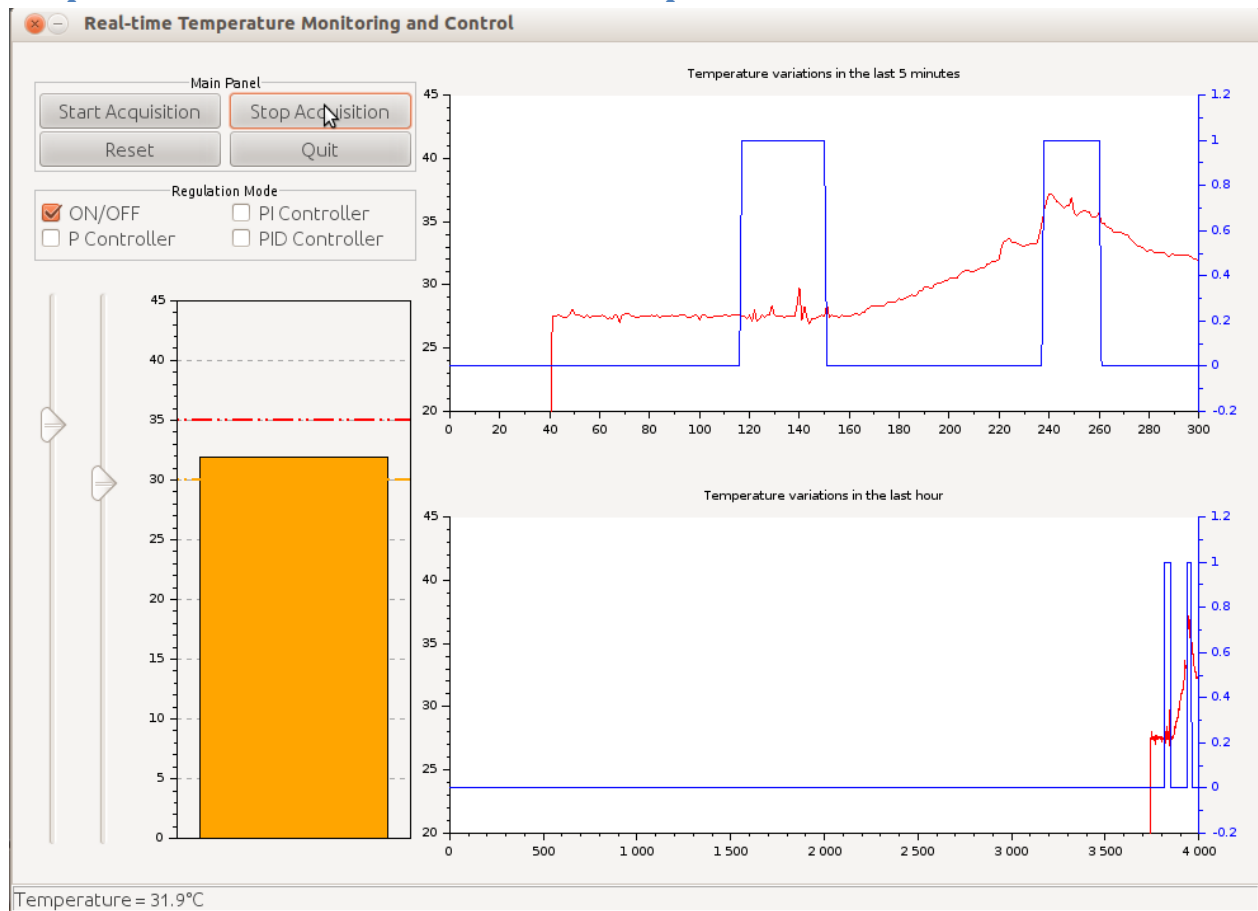 Real-time Temperature Monitoring and Control
Main Panel
Start Acquisition
Stop Acquisition
Reset
Quit
Regulation Mode
ON/OFF
PI Controller
P Controller
PID Controller
45
40
35
30
25
20
15
10
5
0
Temperature variations in the last 5 minutes
45
40
35
30
25
20
1.2
1
0.8
0.6
0.4
0.2
0
-0.2
0 20 40 60 80 100 120 140 160 180 200 220 240 260 280 300
Temperature variations in the last hour
45
40
35
30
25
20
1.2
1
0.8
0.6
0.4
0.2
0
-0.2
0 500 1 000 1 500 2 000 2 500 3 000 3 500 4 000
Temperature = 31.9°C